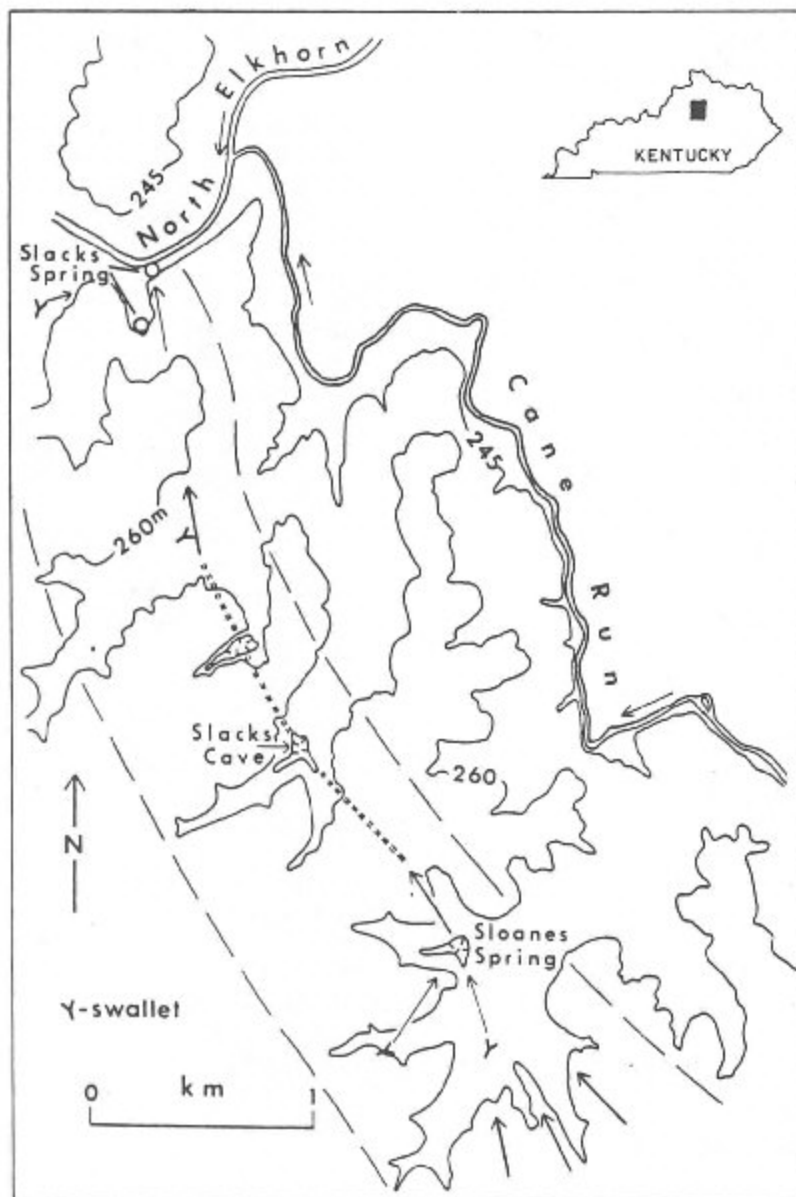 North Elkhorn
KENTUCKY
245
Slacks
Spring
Cane Run
245
260m
Slacks
Cave
260
N
Sloanes
Spring
Y-swallet
0 km 1